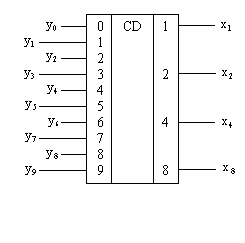 y₀ 0 CD 1 x₁
y₁ 1
y₂ 2
y₃ 3 2 x₂
y₄ 4
y₅ 5
y₆ 6 4 x₄
y₇ 7
y₈ 8
y₉ 9 8 x₈